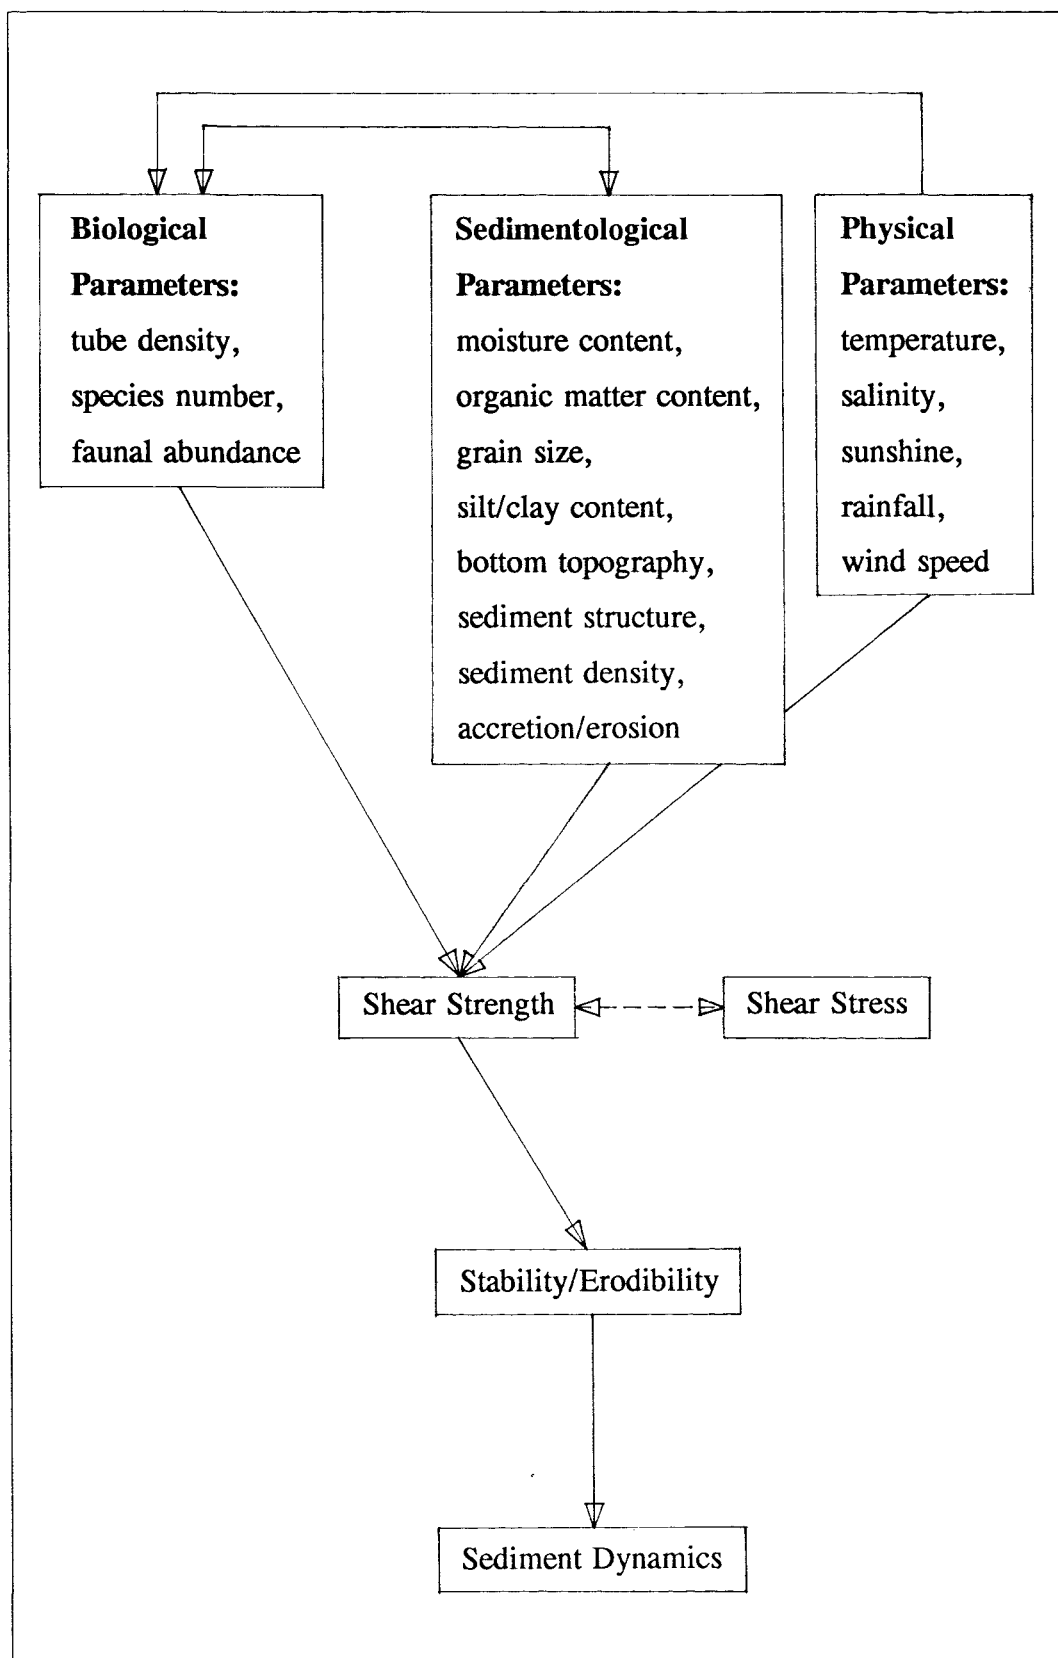 Biological
Parameters:
tube density,
species number,
faunal abundance
Sedimentological
Parameters:
moisture content,
organic matter content,
grain size,
silt/clay content,
bottom topography,
sediment structure,
sediment density,
accretion/erosion
Physical
Parameters:
temperature,
salinity,
sunshine,
rainfall,
wind speed
Shear Strength
Shear Stress
Stability/Erodibility
Sediment Dynamics